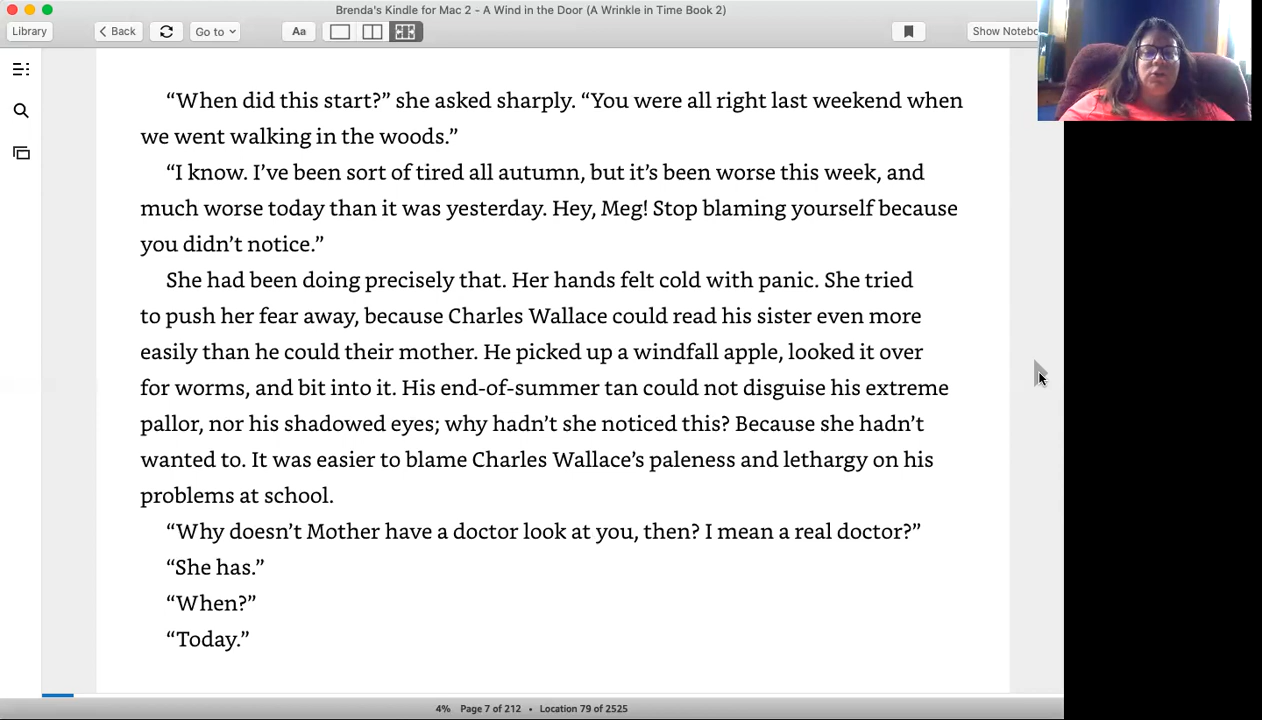 Brenda's Kindle for Mac 2 - A Wind in the Door (A Wrinkle in Time Book 2)
Library
Back
Go to
Aa
Show Notebo
“When did this start?” she asked sharply. “You were all right last weekend when
we went walking in the woods.”
“I know. I’ve been sort of tired all autumn, but it’s been worse this week, and
much worse today than it was yesterday. Hey, Meg! Stop blaming yourself because
you didn’t notice.”
She had been doing precisely that. Her hands felt cold with panic. She tried
to push her fear away, because Charles Wallace could read his sister even more
easily than he could their mother. He picked up a windfall apple, looked it over
for worms, and bit into it. His end-of-summer tan could not disguise his extreme
pallor, nor his shadowed eyes; why hadn’t she noticed this? Because she hadn’t
wanted to. It was easier to blame Charles Wallace’s paleness and lethargy on his
problems at school.
“Why doesn’t Mother have a doctor look at you, then? I mean a real doctor?”
“She has.”
“When?”
“Today.”
4% Page 7 of 212 • Location 79 of 2525